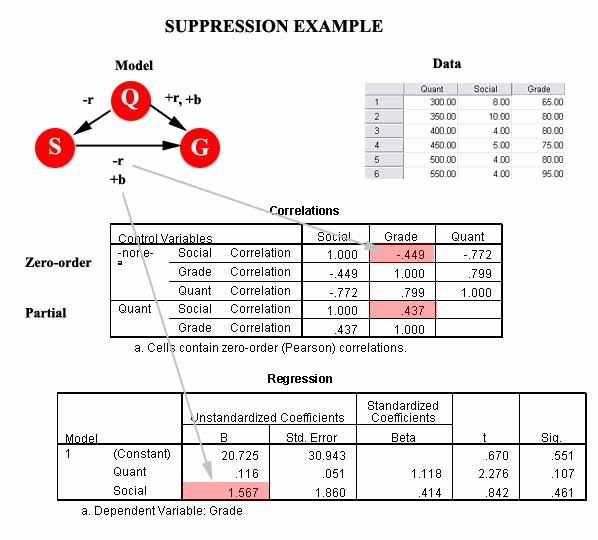 SUPPRESSION EXAMPLE
Model
Data
-r
Q
+r, +b
S
G
-r
+b
Quant Social Grade
1 300.00 8.00 65.00
2 350.00 10.00 80.00
3 400.00 4.00 80.00
4 450.00 5.00 75.00
5 500.00 4.00 80.00
6 550.00 4.00 95.00
Correlations
Control Variables Social Grade Quant
Zero-order -none-a Social Correlation 1.000 -.449 -.772
Grade Correlation -.449 1.000 .799
Quant Correlation -.772 .799 1.000
Partial Quant Social Correlation 1.000 .437
Grade Correlation .437 1.000
a. Cells contain zero-order (Pearson) correlations.
Regression
Unstandardized Coefficients Standardized Coefficients
Model B Std. Error Beta t Sig.
1 (Constant) 20.725 30.943 .670 .551
Quant .116 .051 1.118 2.276 .107
Social 1.567 1.860 .414 .842 .461
a. Dependent Variable: Grade